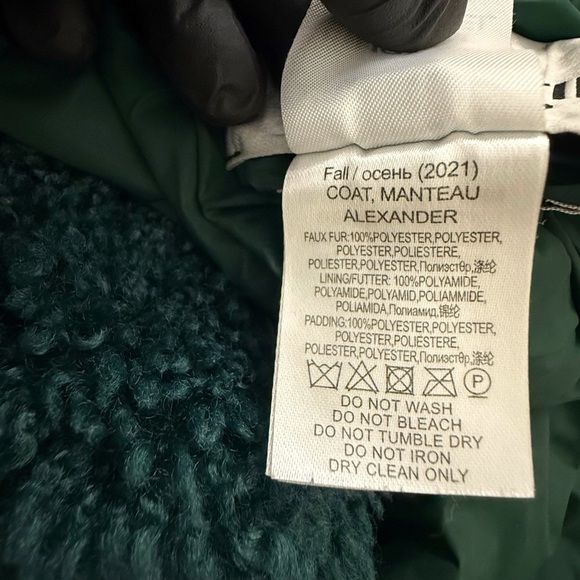 Fall / осень (2021)
COAT, MANTEAU
ALEXANDER
FAUX FUR:100%POLYESTER,POLYESTER,
POLYESTER,POLIESTERE,
POLIESTER,POLYESTER,Полиэстөр,涤纶
LINING/FUTTER: 100%POLYAMIDE,
POLYAMIDE,POLYAMID,POLIAMMIDE,
POLIAMIDA,Полиамид,锦纶
PADDING:100%POLYESTER,POLYESTER,
POLYESTER,POLIESTERE,
POLIESTER,POLYESTER,Полиэстөр,涤纶
P
DO NOT WASH
DO NOT BLEACH
DO NOT TUMBLE DRY
DO NOT IRON
DRY CLEAN ONLY